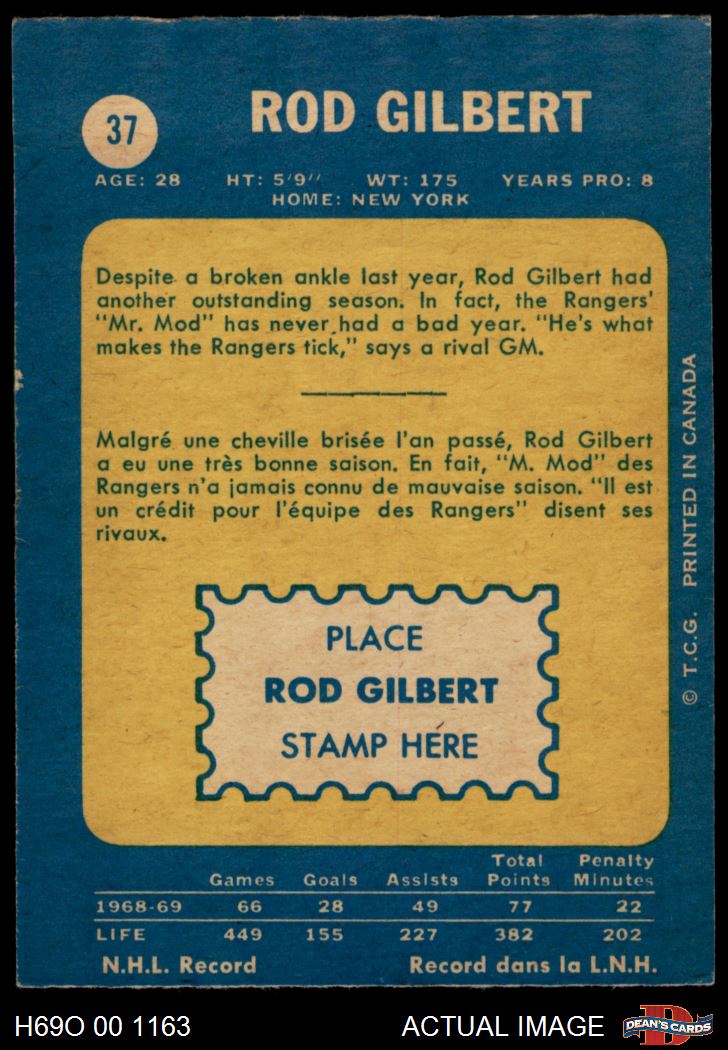 37
ROD GILBERT
AGE: 28 HT: 5'9'' WT: 175 YEARS PRO: 8
HOME: NEW YORK
Despite a broken ankle last year, Rod Gilbert had
another outstanding season. In fact, the Rangers'
"Mr. Mod" has never had a bad year. "He's what
makes the Rangers tick," says a rival GM.
Malgré une cheville brisée l'an passé, Rod Gilbert
a eu une très bonne saison. En fait, "M. Mod" des
Rangers n'a jamais connu de mauvaise saison. "Il est
un crédit pour l'équipe des Rangers" disent ses
rivaux.
PLACE
ROD GILBERT
STAMP HERE
© T.C.G. PRINTED IN CANADA
Total Penalty
Games Goals Assists Points Minutes
1968-69 66 28 49 77 22
LIFE 449 155 227 382 202
N.H.L. Record Record dans la L.N.H.
H69O 00 1163 ACTUAL IMAGE D DEAN'S CARDS